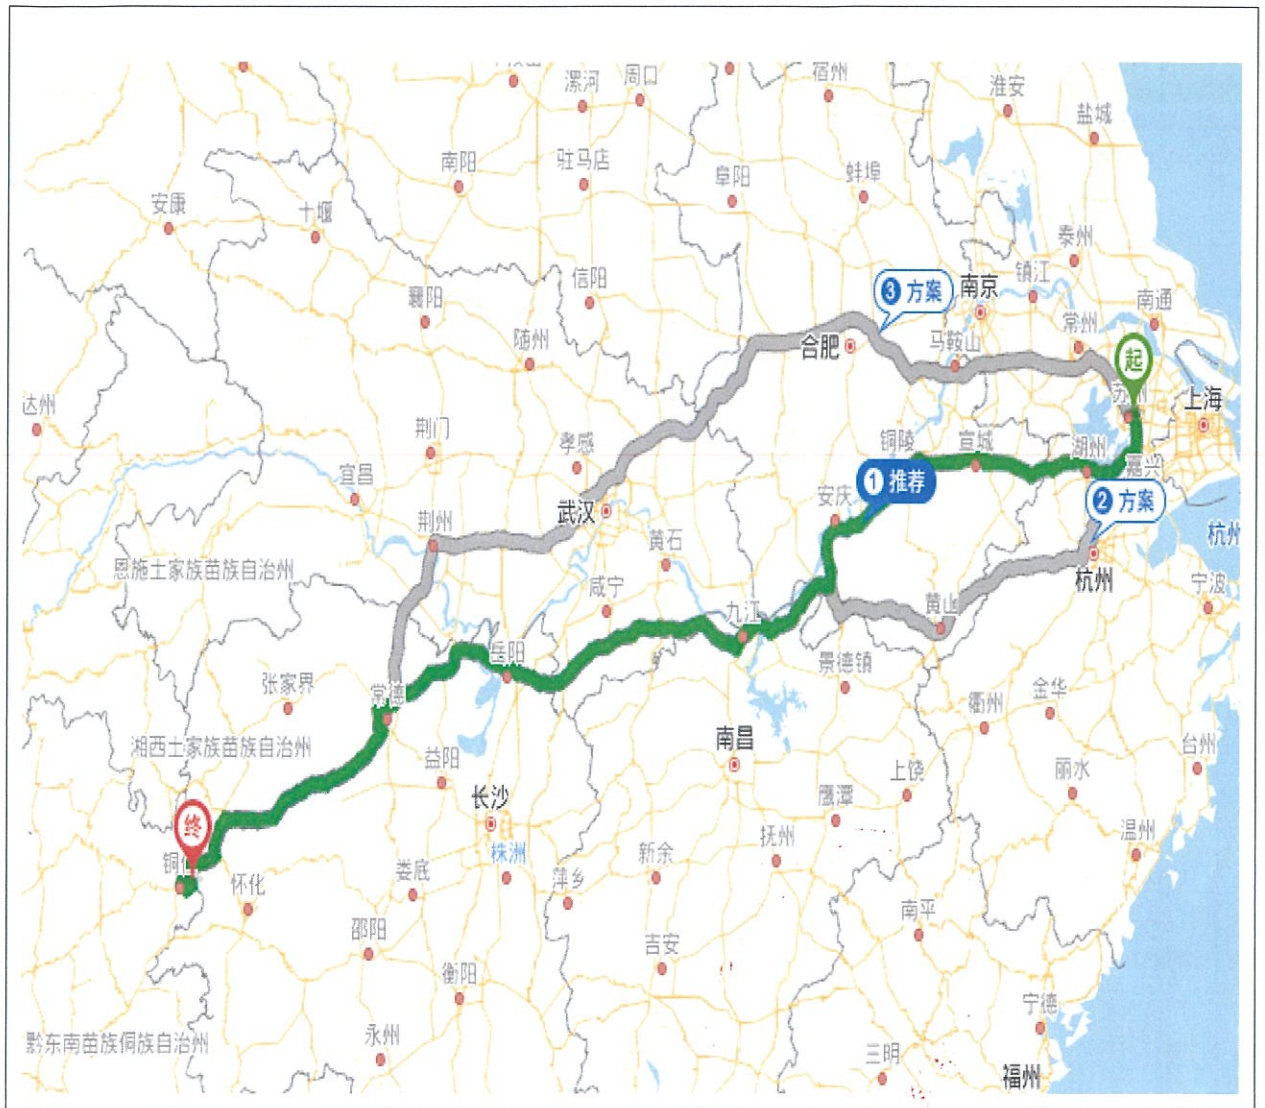 漯河
周口
宿州
淮安
盐城
南阳
驻马店
阜阳
蚌埠
安康
十堰
泰州
信阳
3 方案
南京
镇江
襄阳
南通
常州
随州
合肥
马鞍山
起
苏州
上海
达州
荆门
孝感
铜陵
宣城
湖州
嘉兴
宜昌
1 推荐
安庆
2 方案
荆州
武汉
黄石
杭州
杭州
恩施土家族苗族自治州
咸宁
九江
黄山
宁波
岳阳
景德镇
张家界
常德
衢州
金华
湘西土家族苗族自治州
益阳
南昌
台州
长沙
上饶
丽水
鹰潭
终
温州
抚州
铜仁
怀化
株洲
新余
娄底
萍乡
邵阳
南平
吉安
衡阳
宁德
黔东南苗族侗族自治州
永州
三明
福州